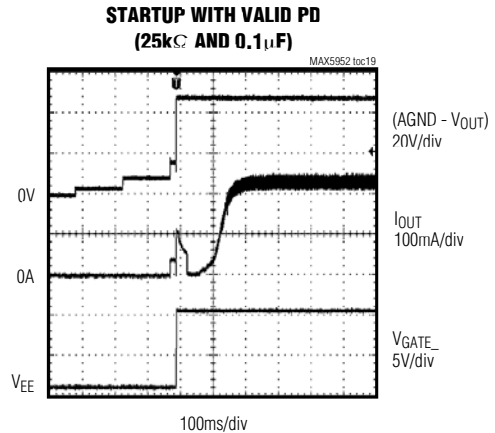 STARTUP WITH VALID PD
(25kΩ AND 0.1μF)
MAX5952 toc19
(AGND - VOUT)
20V/div
0V
IOUT
100mA/div
0A
VGATE_
5V/div
VEE
100ms/div